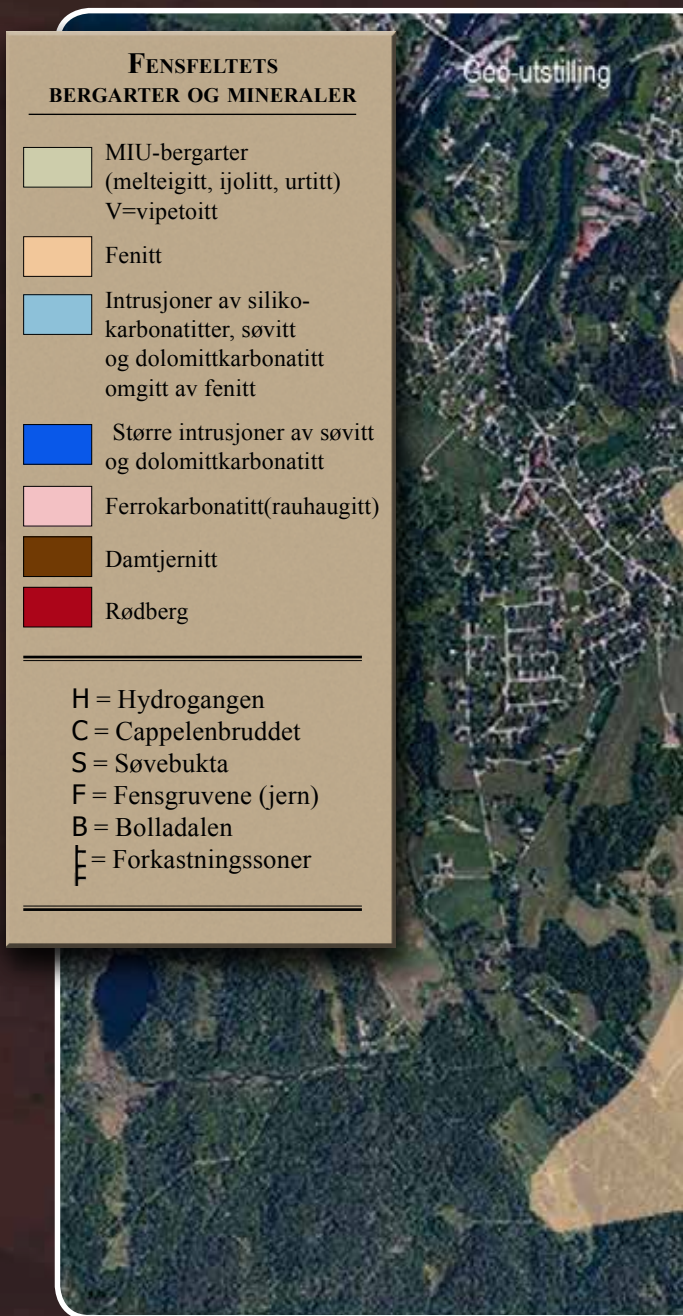 FENSFELTETS
BERGARTER OG MINERALER
MIU-bergarter
(melteigitt, ijolitt, urtitt)
V=vipetoitt
Fenitt
Intrusjoner av siliko-
karbonatitter, søvitt
og dolomittkarbonatitt
omgitt av fenitt
Større intrusjoner av søvitt
og dolomittkarbonatitt
Ferrokarbonatitt(rauhaugitt)
Damtjernitt
Rødberg
H = Hydrogangen
C = Cappelenbruddet
S = Søvebukta
F = Fensgruvene (jern)
B = Bolladalen
= Forkastningssoner
Geo-utstilling